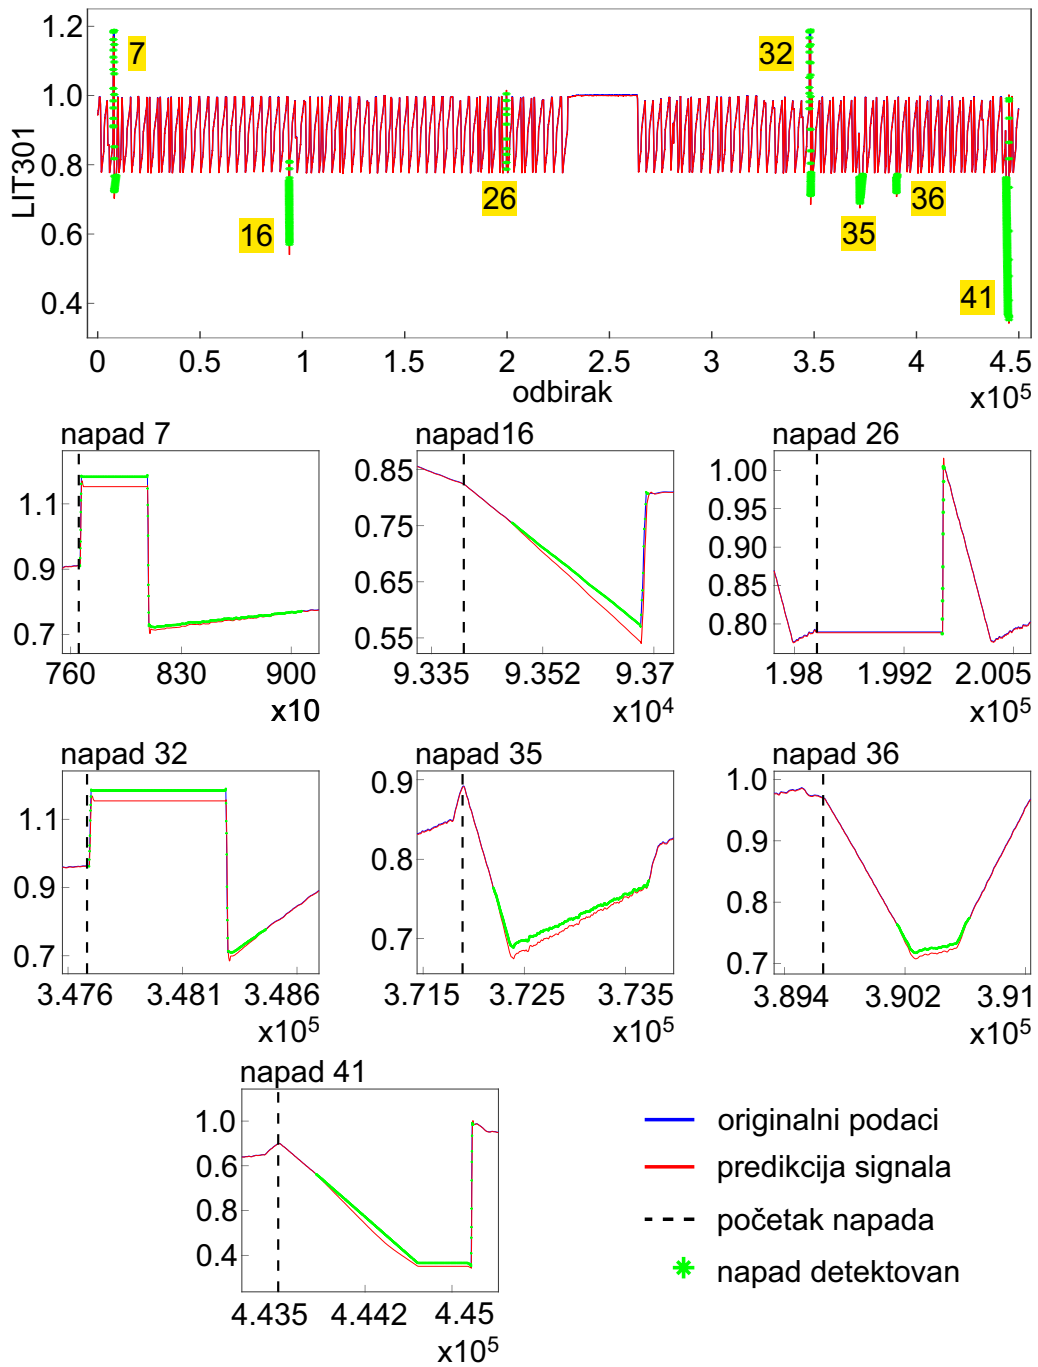 1.2
7
32
1.0
LIT301
0.8
26
36
0.6
16
35
0.4
41
0 0.5 1 1.5 2 2.5 3 3.5 4 4.5
odbirak
x10⁵
napad 7
1.1
0.9
0.7
760 830 900
x10
napad16
0.85
0.75
0.65
0.55
9.335 9.352 9.37
x10⁴
napad 26
1.00
0.95
0.90
0.85
0.80
1.98 1.992 2.005
x10⁵
napad 32
1.1
0.9
0.7
3.476 3.481 3.486
x10⁵
napad 35
0.9
0.8
0.7
3.715 3.725 3.735
x10⁵
napad 36
1.0
0.9
0.8
0.7
3.894 3.902 3.91
x10⁵
napad 41
1.0
0.6
0.8
0.4
4.435 4.442 4.45
x10⁵
originalni podaci
predikcija signala
početak napada
napad detektovan